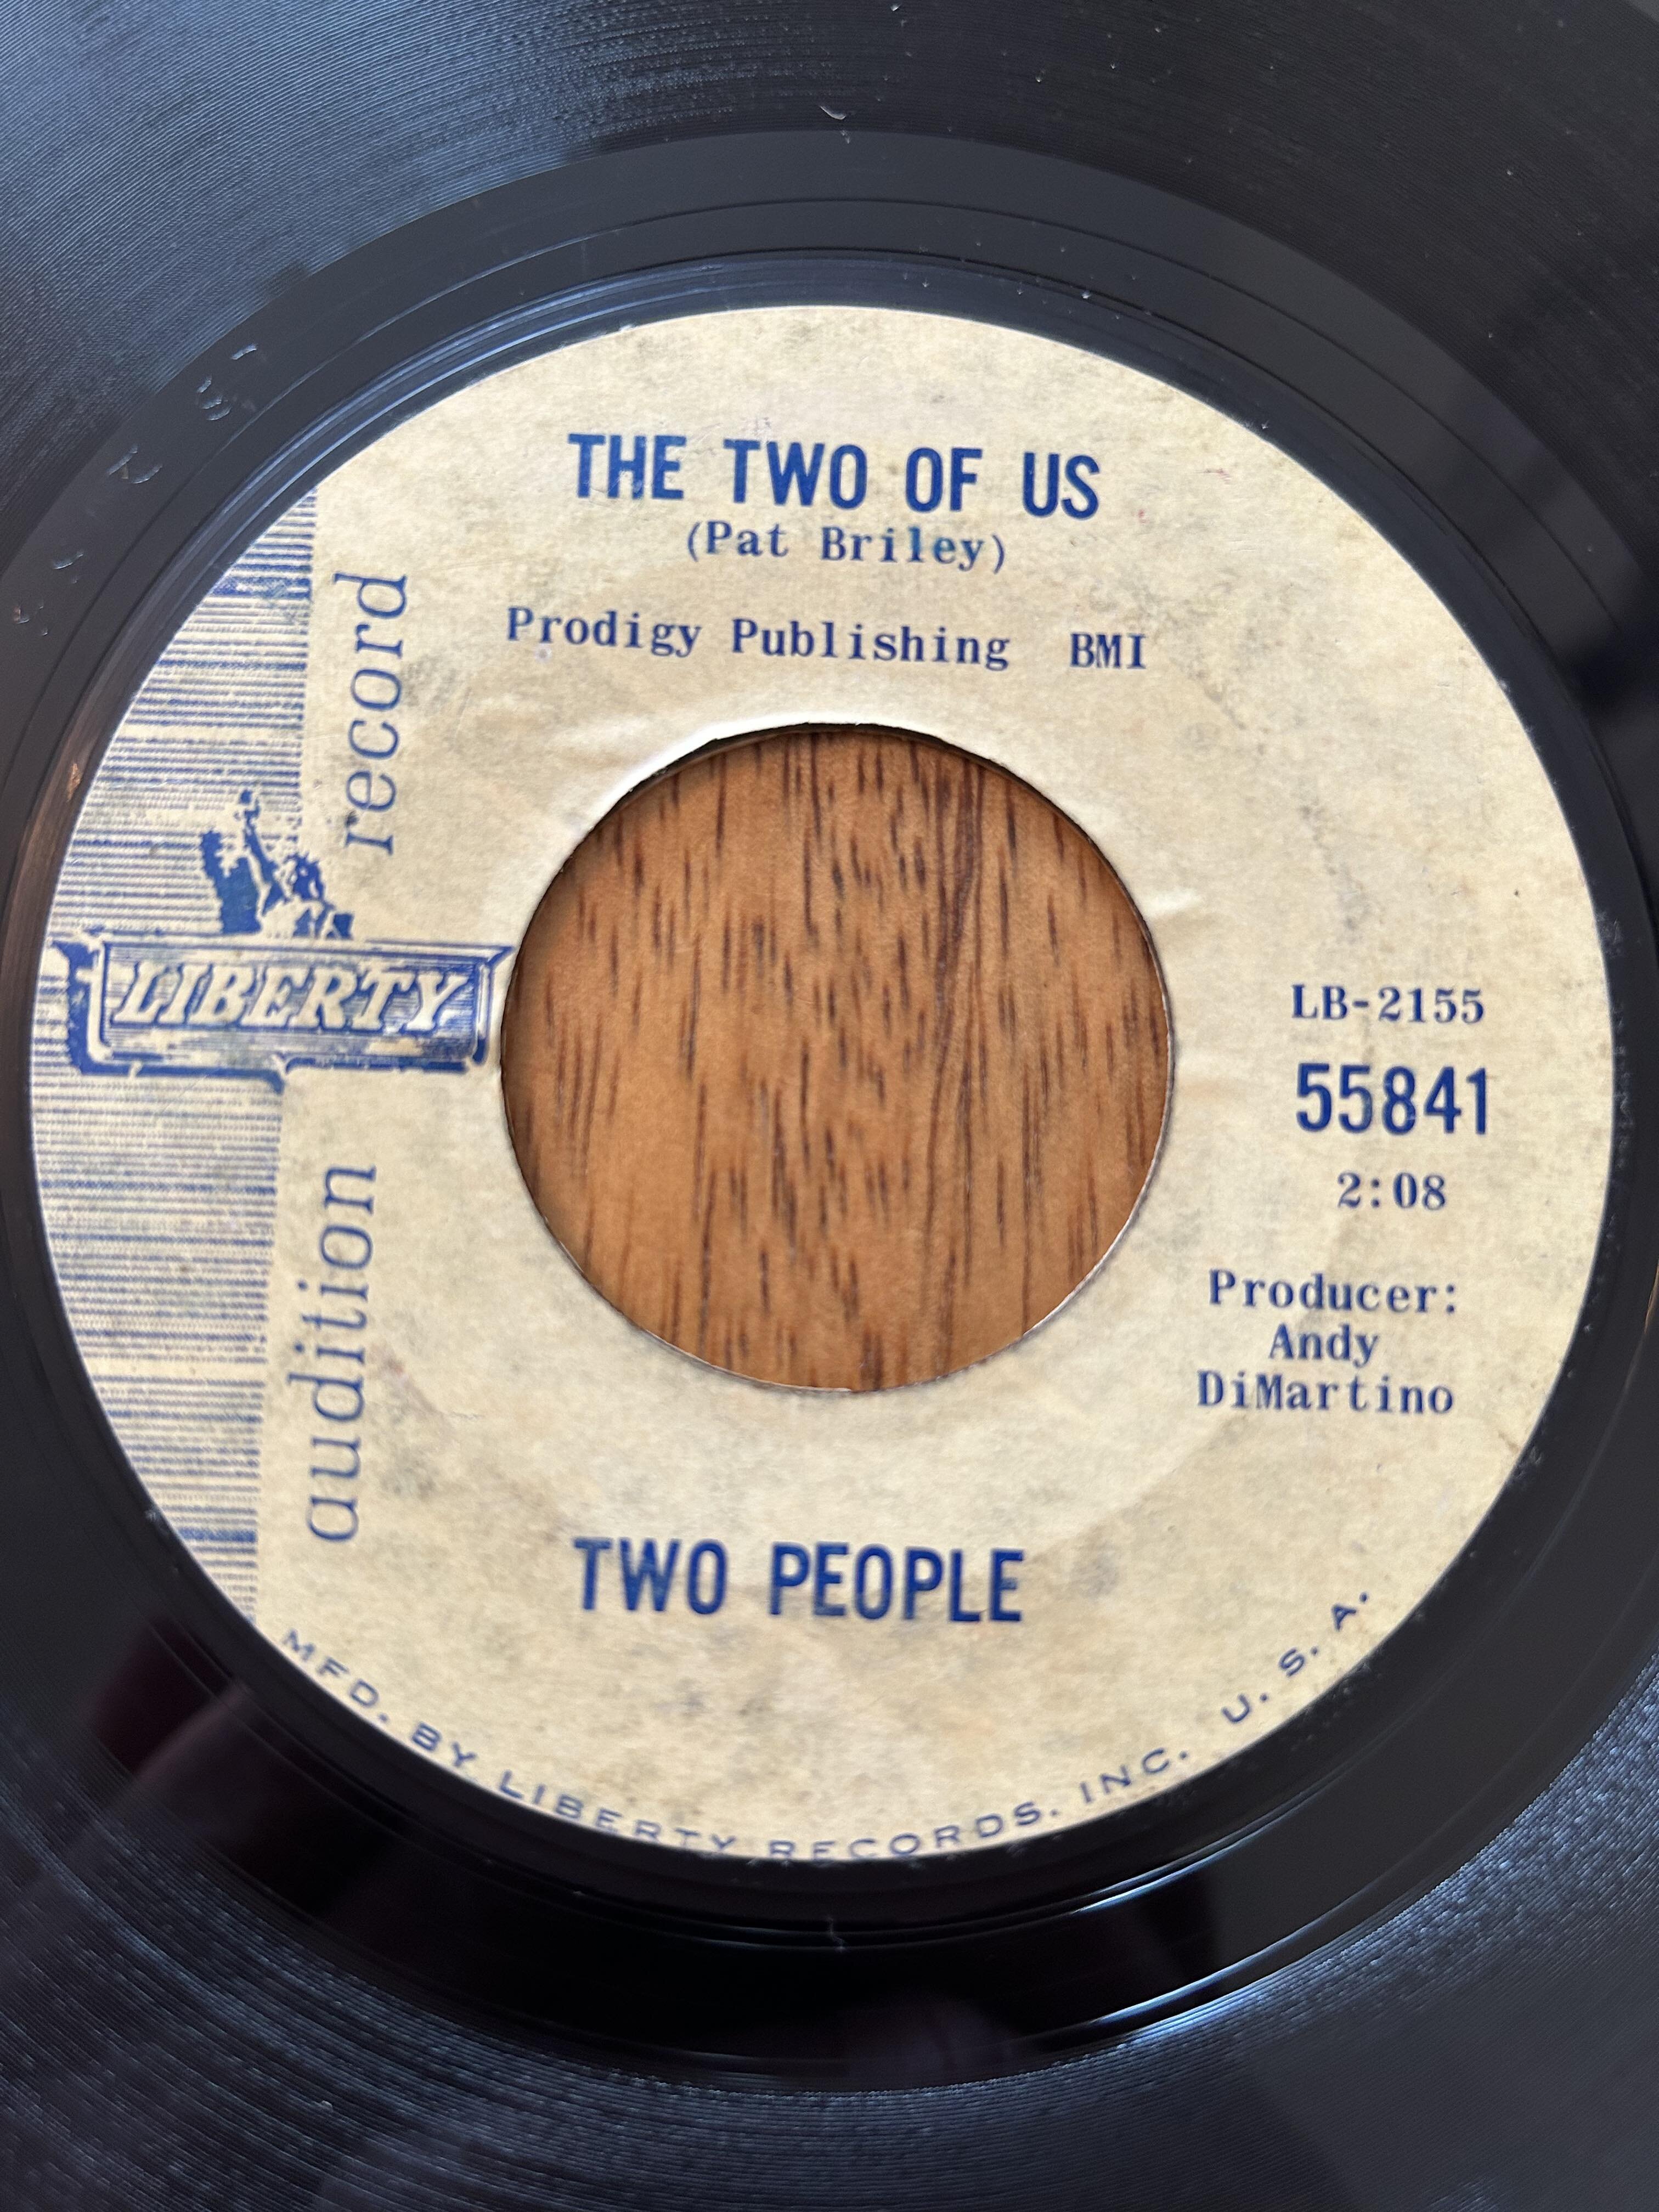 THE TWO OF US
(Pat Briley)
Prodigy Publishing BMI
audition record
LIBERTY
LB-2155
55841
2:08
Producer:
Andy
DiMartino
TWO PEOPLE
MFD. BY LIBERTY RECORDS, INC. U. S. A.